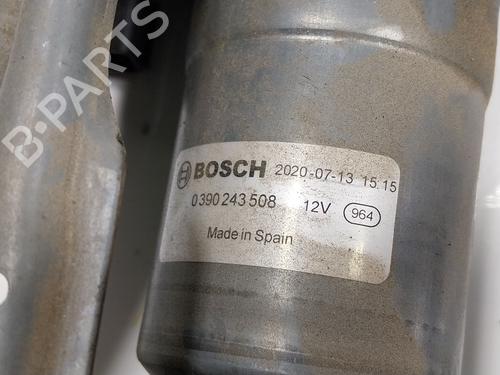 B-PARTS
BOSCH 2020-07-13 15:15
0 390 243 508 12V 964
Made in Spain